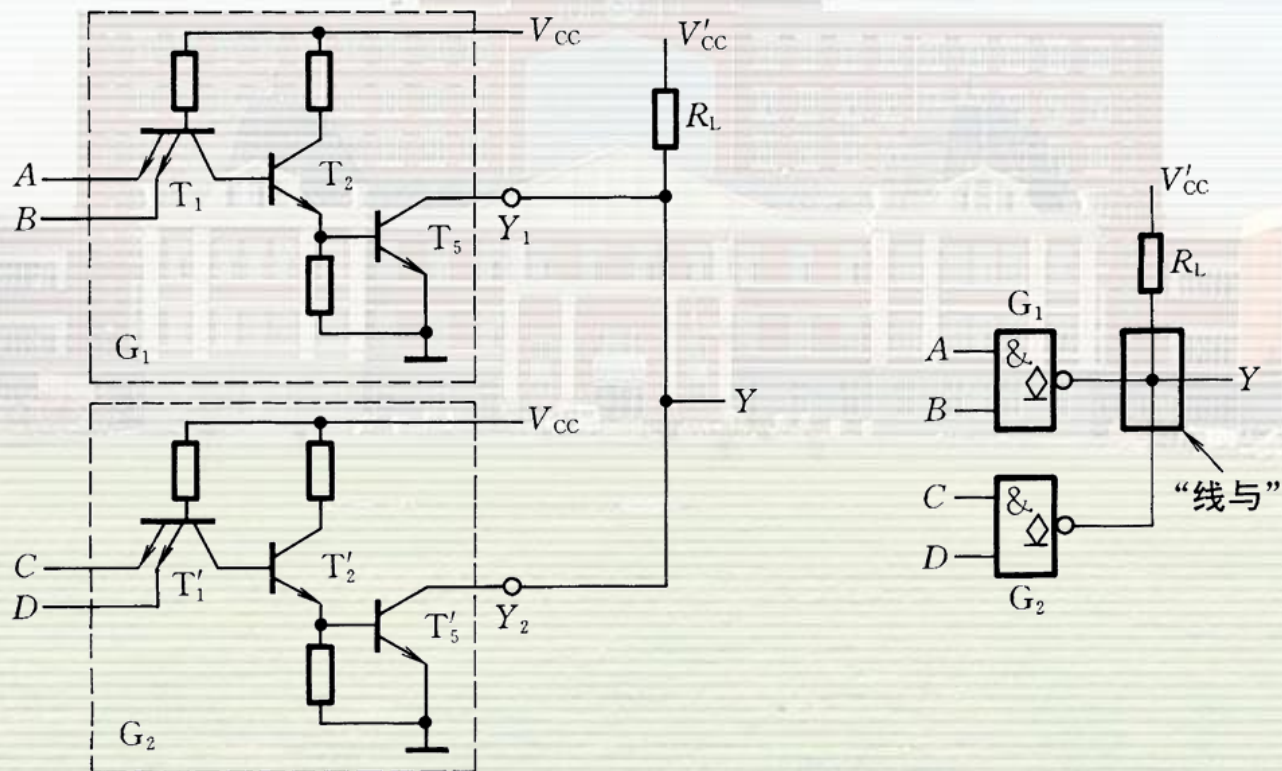 V_CC
V'_CC
R_L
A
B
T_1
T_2
T_5
Y_1
G_1
V_CC
Y
C
D
T'_1
T'_2
T'_5
Y_2
G_2
V'_CC
R_L
G_1
A
B
&
Y
“线与”
C
D
&
G_2